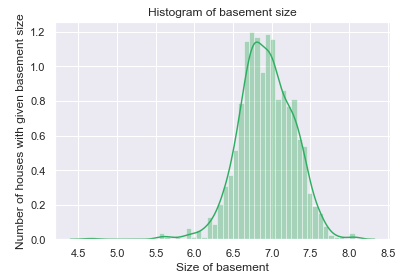 Histogram of basement size
Number of houses with given basement size
1.2
1.0
0.8
0.6
0.4
0.2
0.0
4.5 5.0 5.5 6.0 6.5 7.0 7.5 8.0 8.5
Size of basement